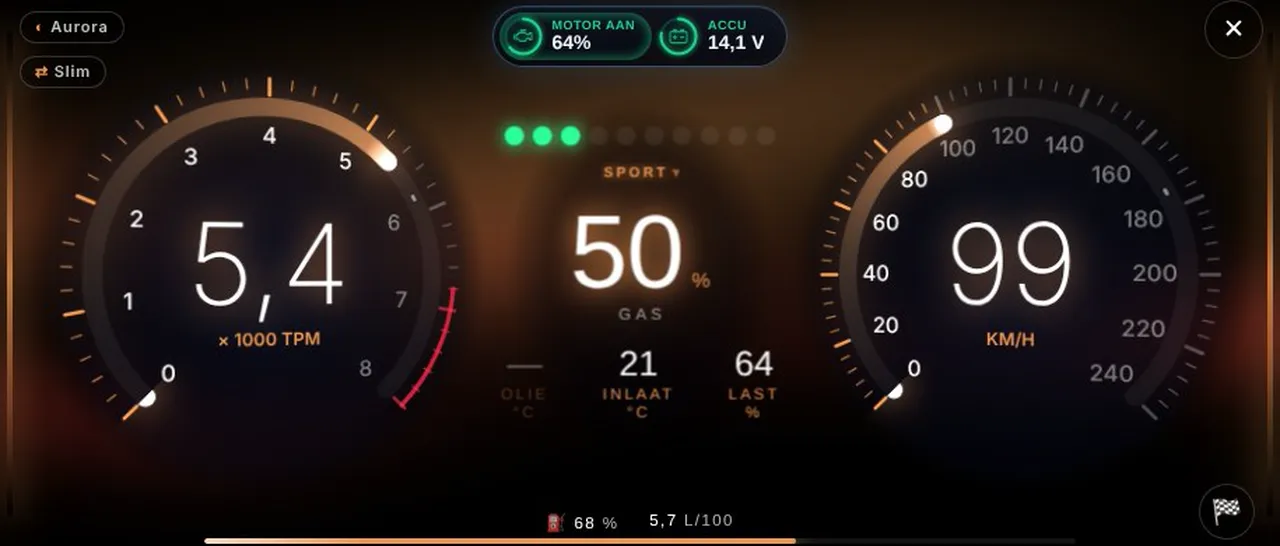 Aurora
Slim
MOTOR AAN
64%
ACCU
14,1 V
0
1
2
3
4
5
6
7
8
5,4
× 1000 TPM
SPORT ▾
50 %
GAS
—
OLIE
°C
21
INLAAT
°C
64
LAST
%
0
20
40
60
80
100
120
140
160
180
200
220
240
99
KM/H
68 %
5,7 L/100